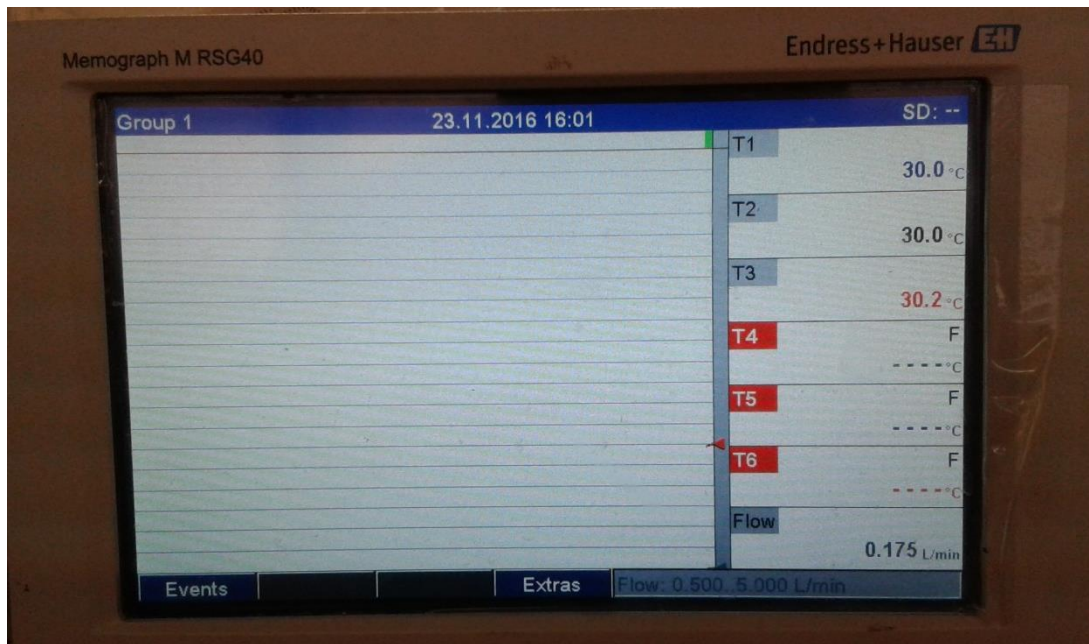 Memograph M RSG40
Endress+Hauser EH
Group 1 23.11.2016 16:01 SD: --
T1
30.0 °C
T2
30.0 °C
T3
30.2 °C
T4 F
- - - - °C
T5 F
- - - - °C
T6 F
- - - - °C
Flow
0.175 L/min
Events Extras Flow: 0.500..5.000 L/min